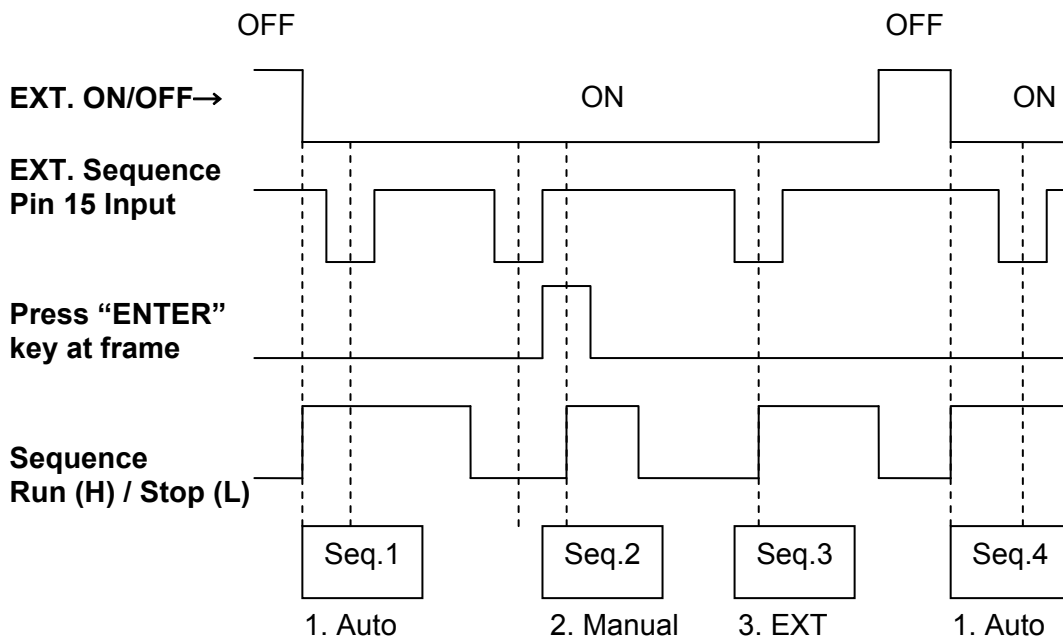 OFF OFF
EXT. ON/OFF→ ON ON
EXT. Sequence
Pin 15 Input
Press “ENTER”
key at frame
Sequence
Run (H) / Stop (L)
Seq.1 Seq.2 Seq.3 Seq.4
1. Auto 2. Manual 3. EXT 1. Auto